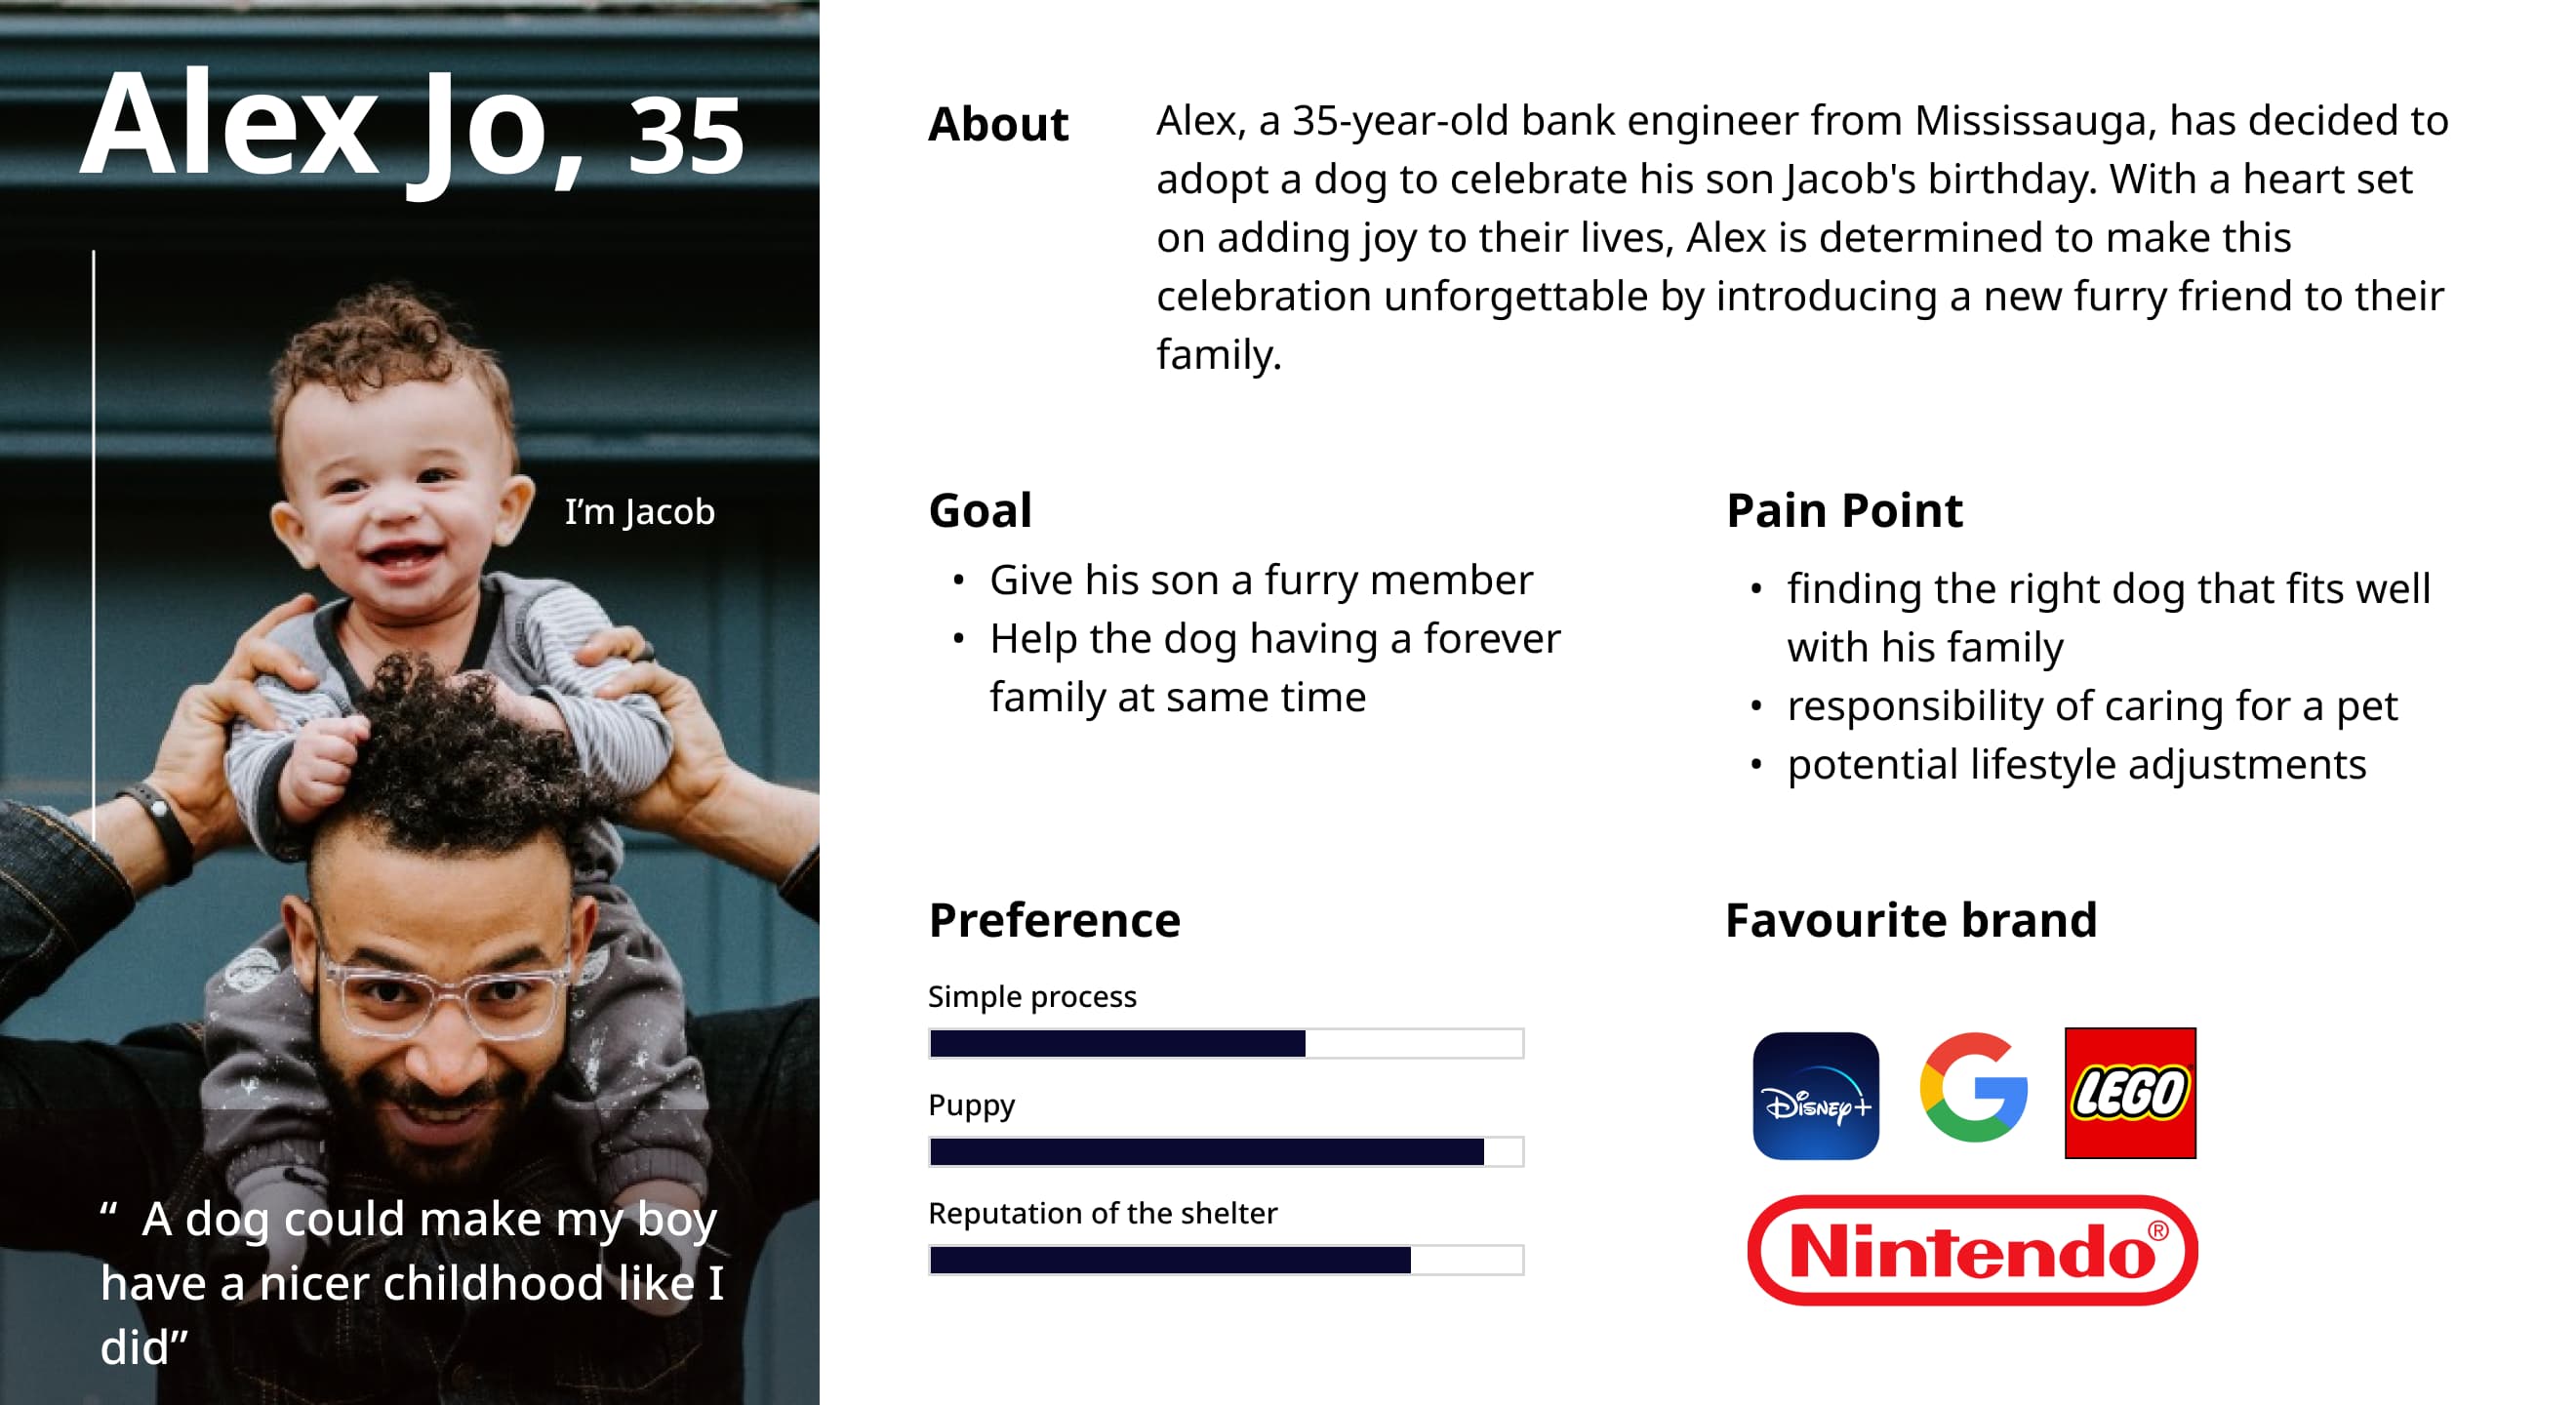 Alex Jo, 35
I’m Jacob
“ A dog could make my boy
have a nicer childhood like I
did”
About
Alex, a 35-year-old bank engineer from Mississauga, has decided to
adopt a dog to celebrate his son Jacob's birthday. With a heart set
on adding joy to their lives, Alex is determined to make this
celebration unforgettable by introducing a new furry friend to their
family.
Goal
• Give his son a furry member
• Help the dog having a forever
family at same time
Pain Point
• finding the right dog that fits well
with his family
• responsibility of caring for a pet
• potential lifestyle adjustments
Preference
Simple process
Puppy
Reputation of the shelter
Favourite brand
Disney+
G
LEGO
Nintendo®